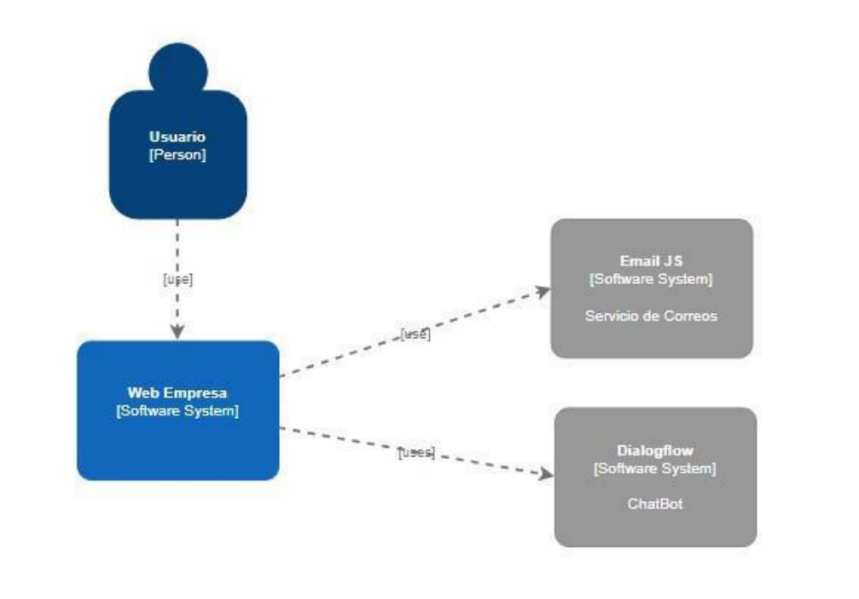 Usuario
[Person]
[use]
Email JS
[Software System]
Servicio de Correos
[use]
Web Empresa
[Software System]
[uses]
Dialogflow
[Software System]
ChatBot